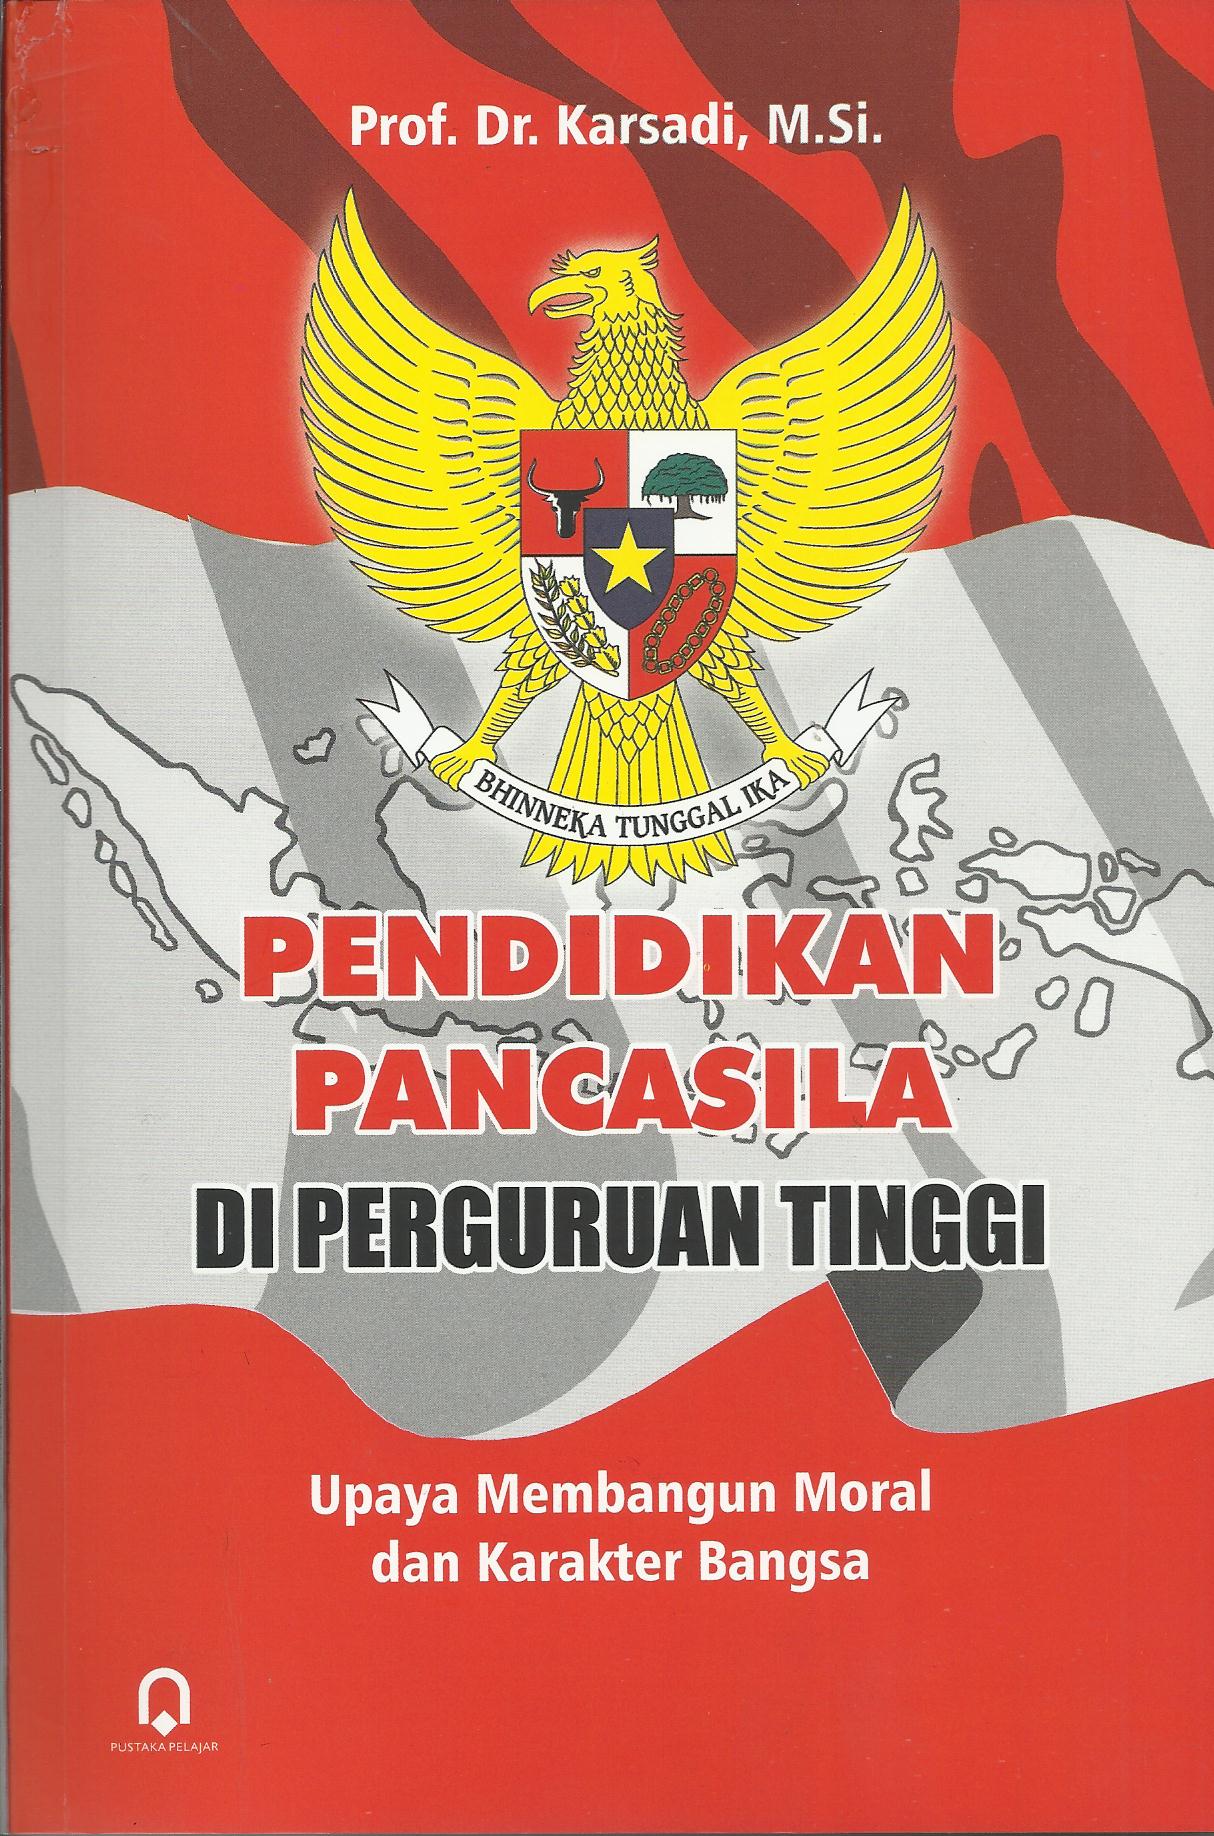 Prof. Dr. Karsadi, M.Si.
BHINNEKA TUNGGAL IKA
PENDIDIKAN
PANCASILA
DI PERGURUAN TINGGI
Upaya Membangun Moral
dan Karakter Bangsa
PUSTAKA PELAJAR